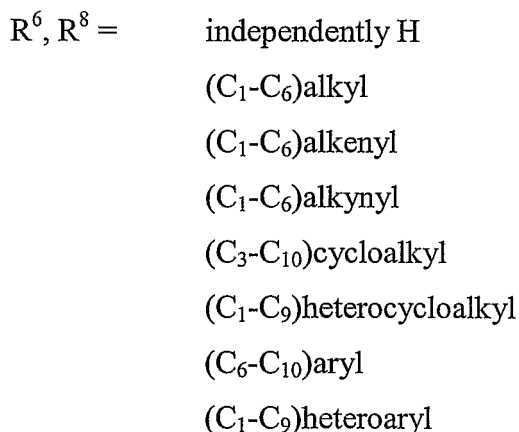 R⁶, R⁸ = independently H
(C₁-C₆)alkyl
(C₁-C₆)alkenyl
(C₁-C₆)alkynyl
(C₃-C₁₀)cycloalkyl
(C₁-C₉)heterocycloalkyl
(C₆-C₁₀)aryl
(C₁-C₉)heteroaryl